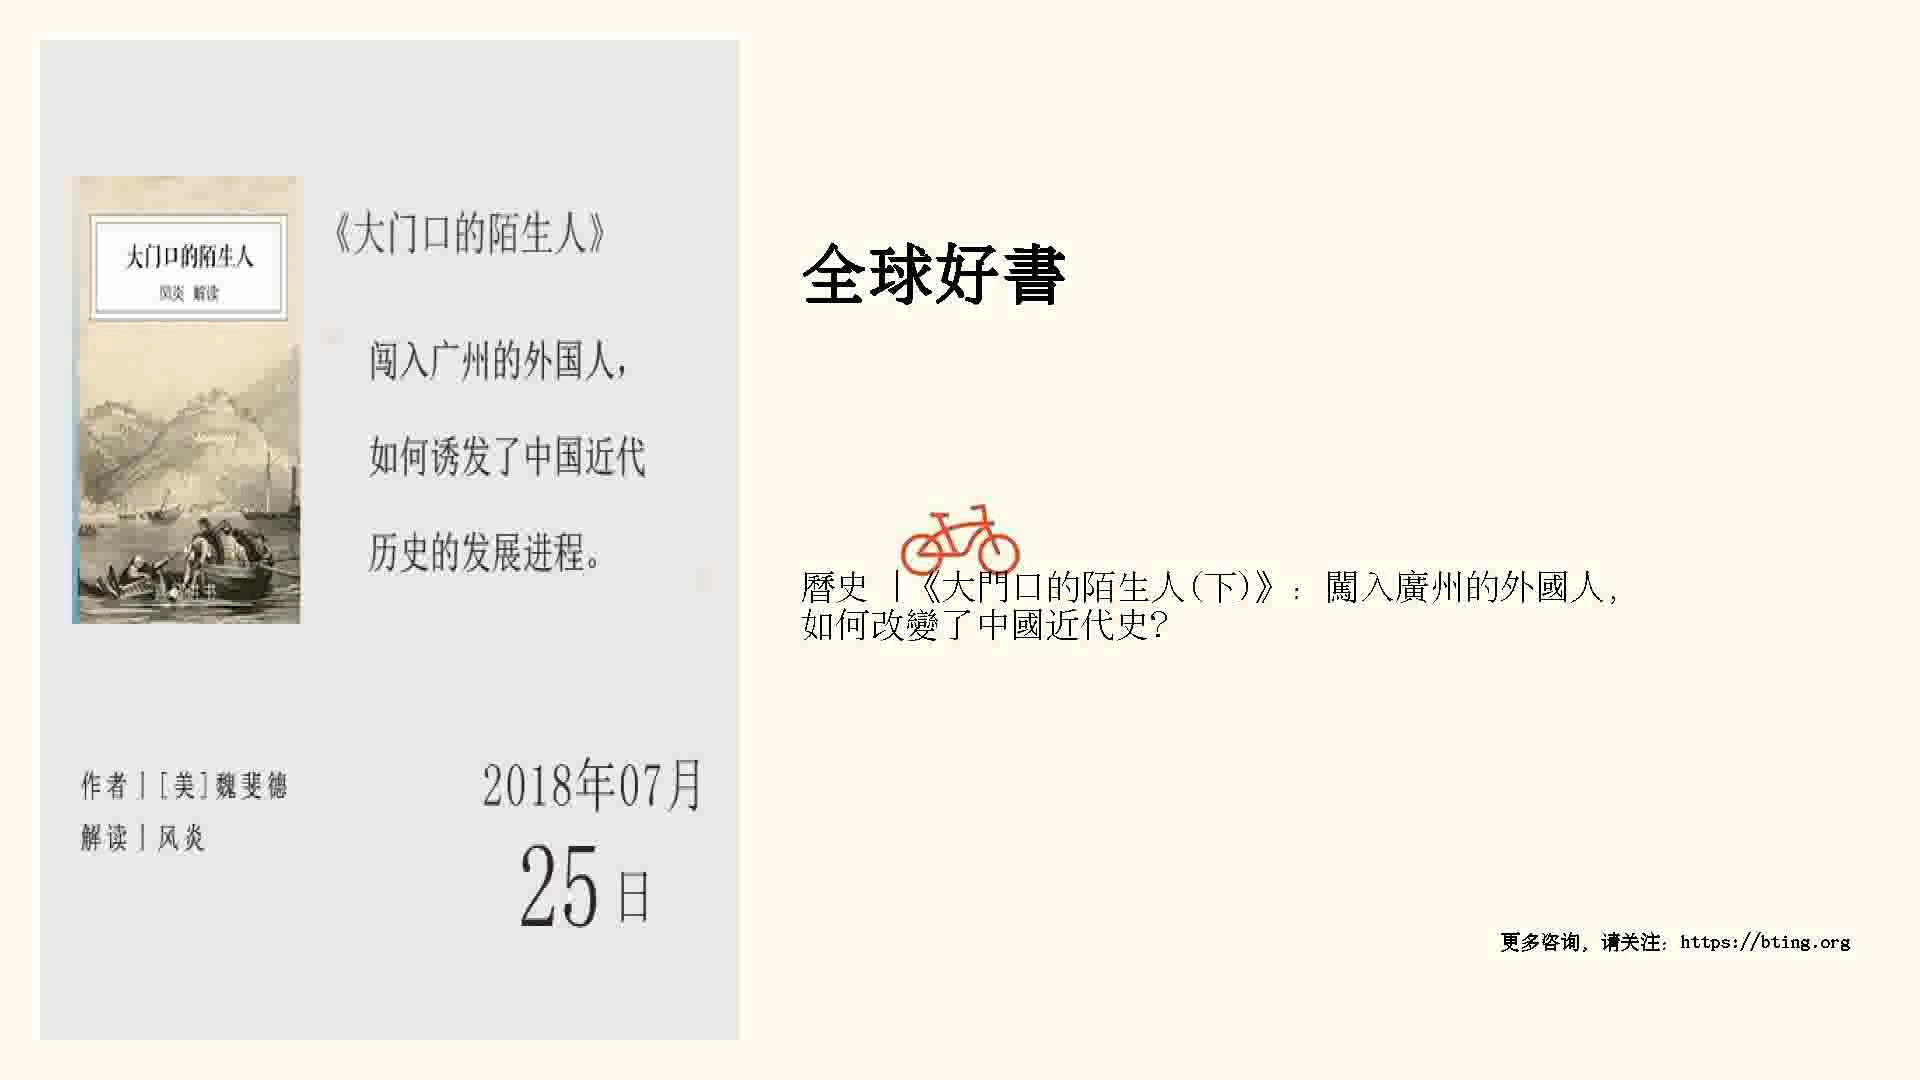 大门口的陌生人
风炎 解读
《大门口的陌生人》
闯入广州的外国人，
如何诱发了中国近代
历史的发展进程。
作者丨[美]魏斐德
解读丨风炎
2018年07月
25日
全球好書
曆史 丨《大門口的陌生人(下)》: 闖入廣州的外國人,
如何改變了中國近代史?
更多咨询, 请关注: https://bting.org